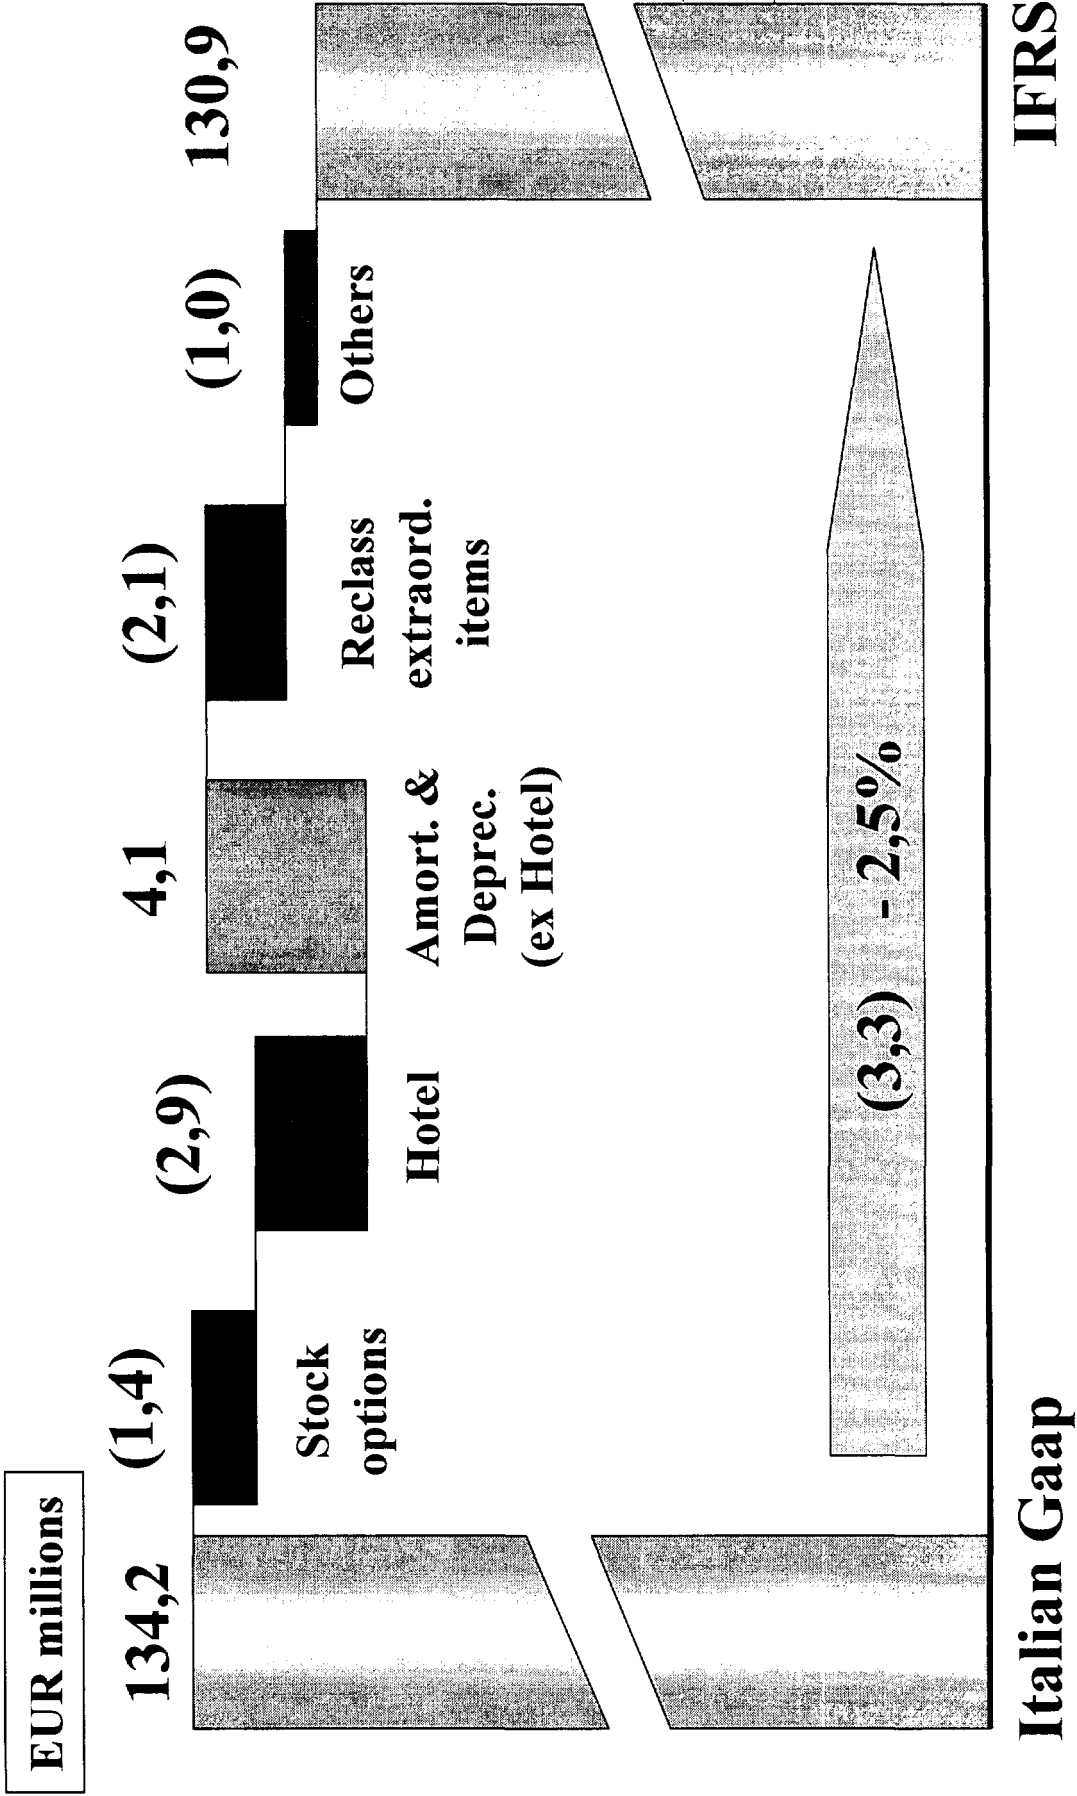 EUR millions
134,2
(1,4)
(2,9)
4,1
(2,1)
(1,0)
130,9
Stock
options
Hotel
Amort. &
Deprec.
(ex Hotel)
Reclass
extraord.
items
Others
(3,3) - 2,5%
Italian Gaap
IFRS